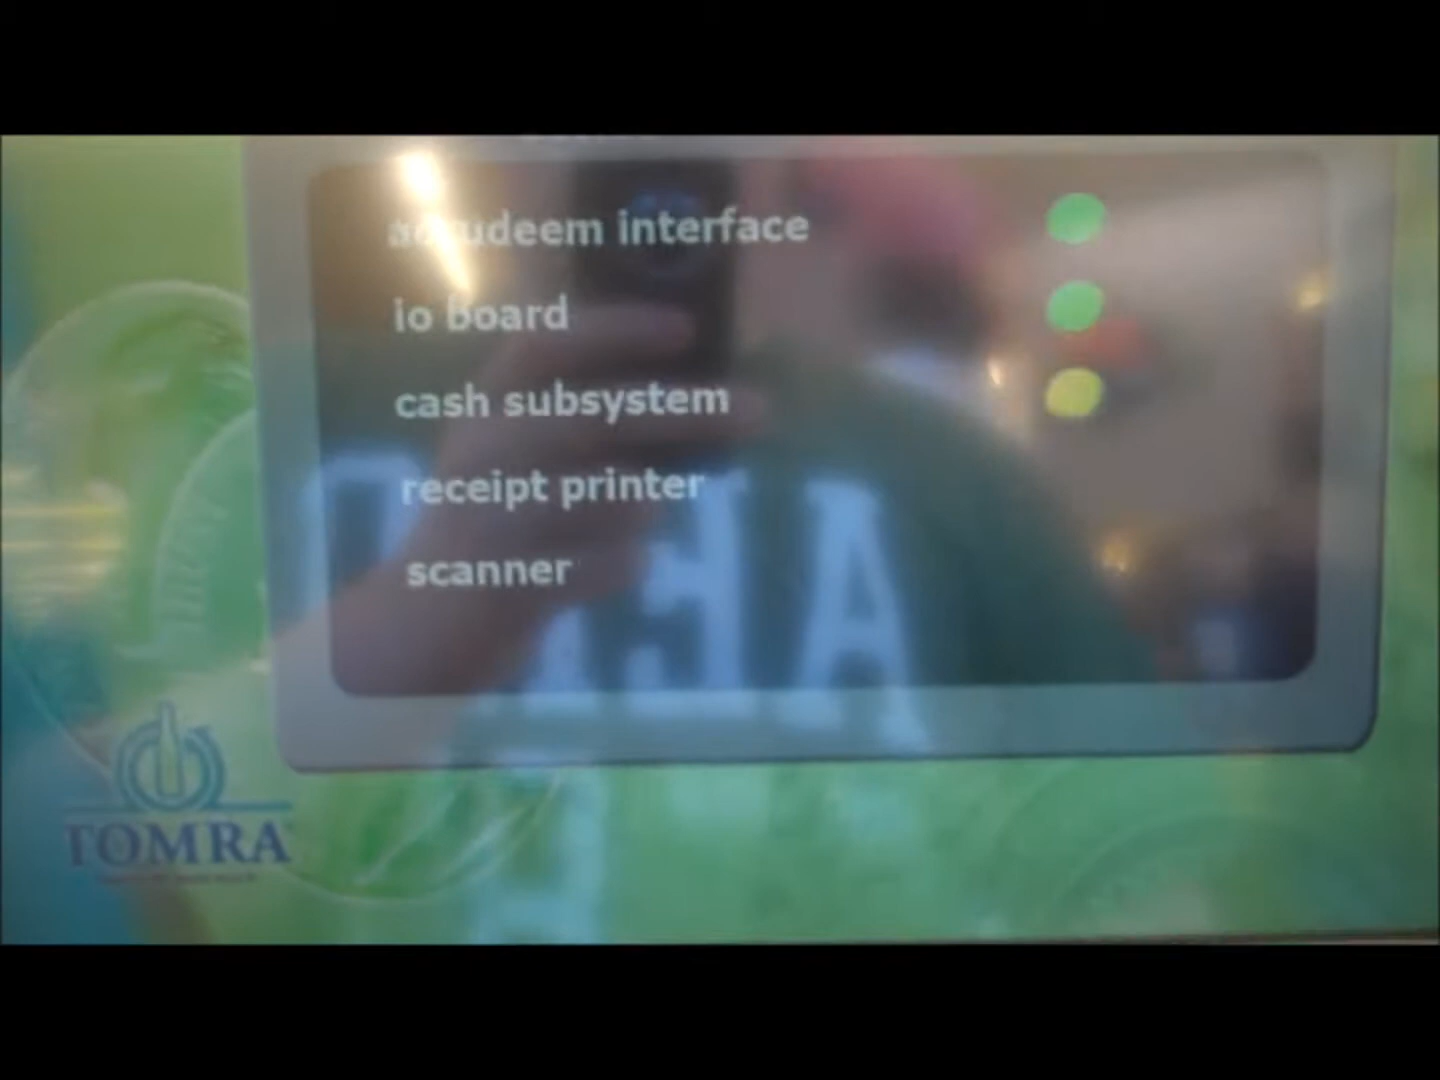 interface
io board
cash subsystem
receipt printer
scanner
TOMRA